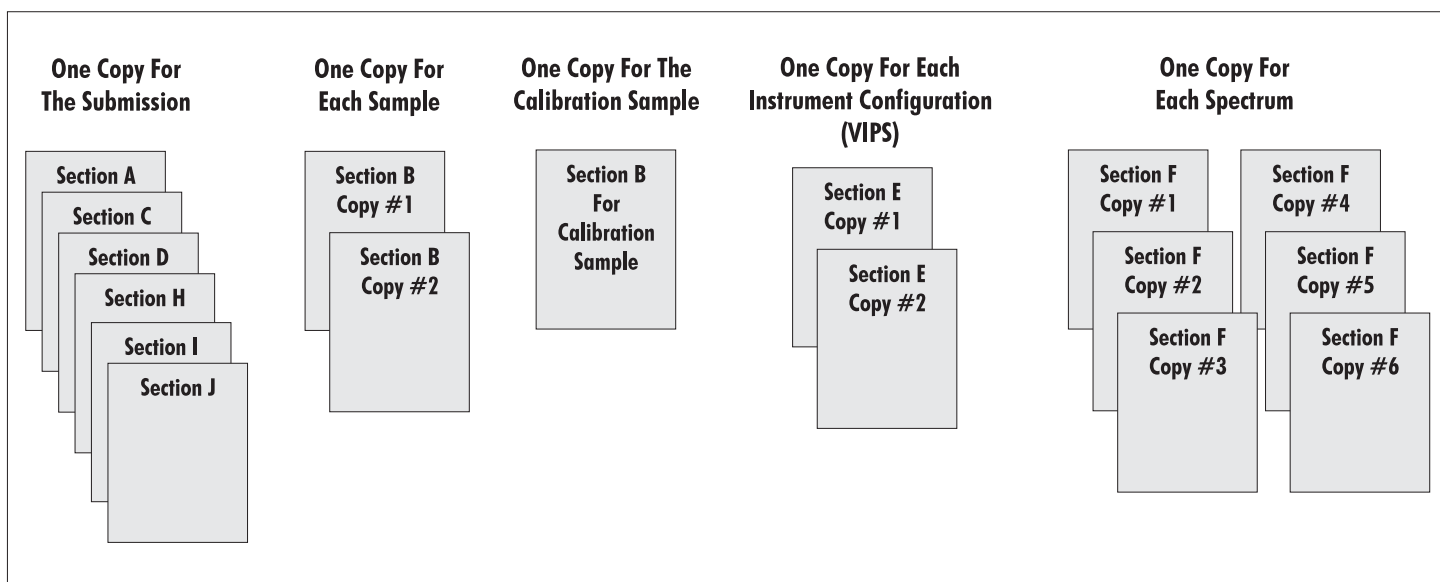 One Copy For
The Submission
Section A
Section C
Section D
Section H
Section I
Section J
One Copy For
Each Sample
Section B
Copy #1
Section B
Copy #2
One Copy For The
Calibration Sample
Section B
For
Calibration
Sample
One Copy For Each
Instrument Configuration
(VIPS)
Section E
Copy #1
Section E
Copy #2
One Copy For
Each Spectrum
Section F
Copy #1
Section F
Copy #2
Section F
Copy #3
Section F
Copy #4
Section F
Copy #5
Section F
Copy #6